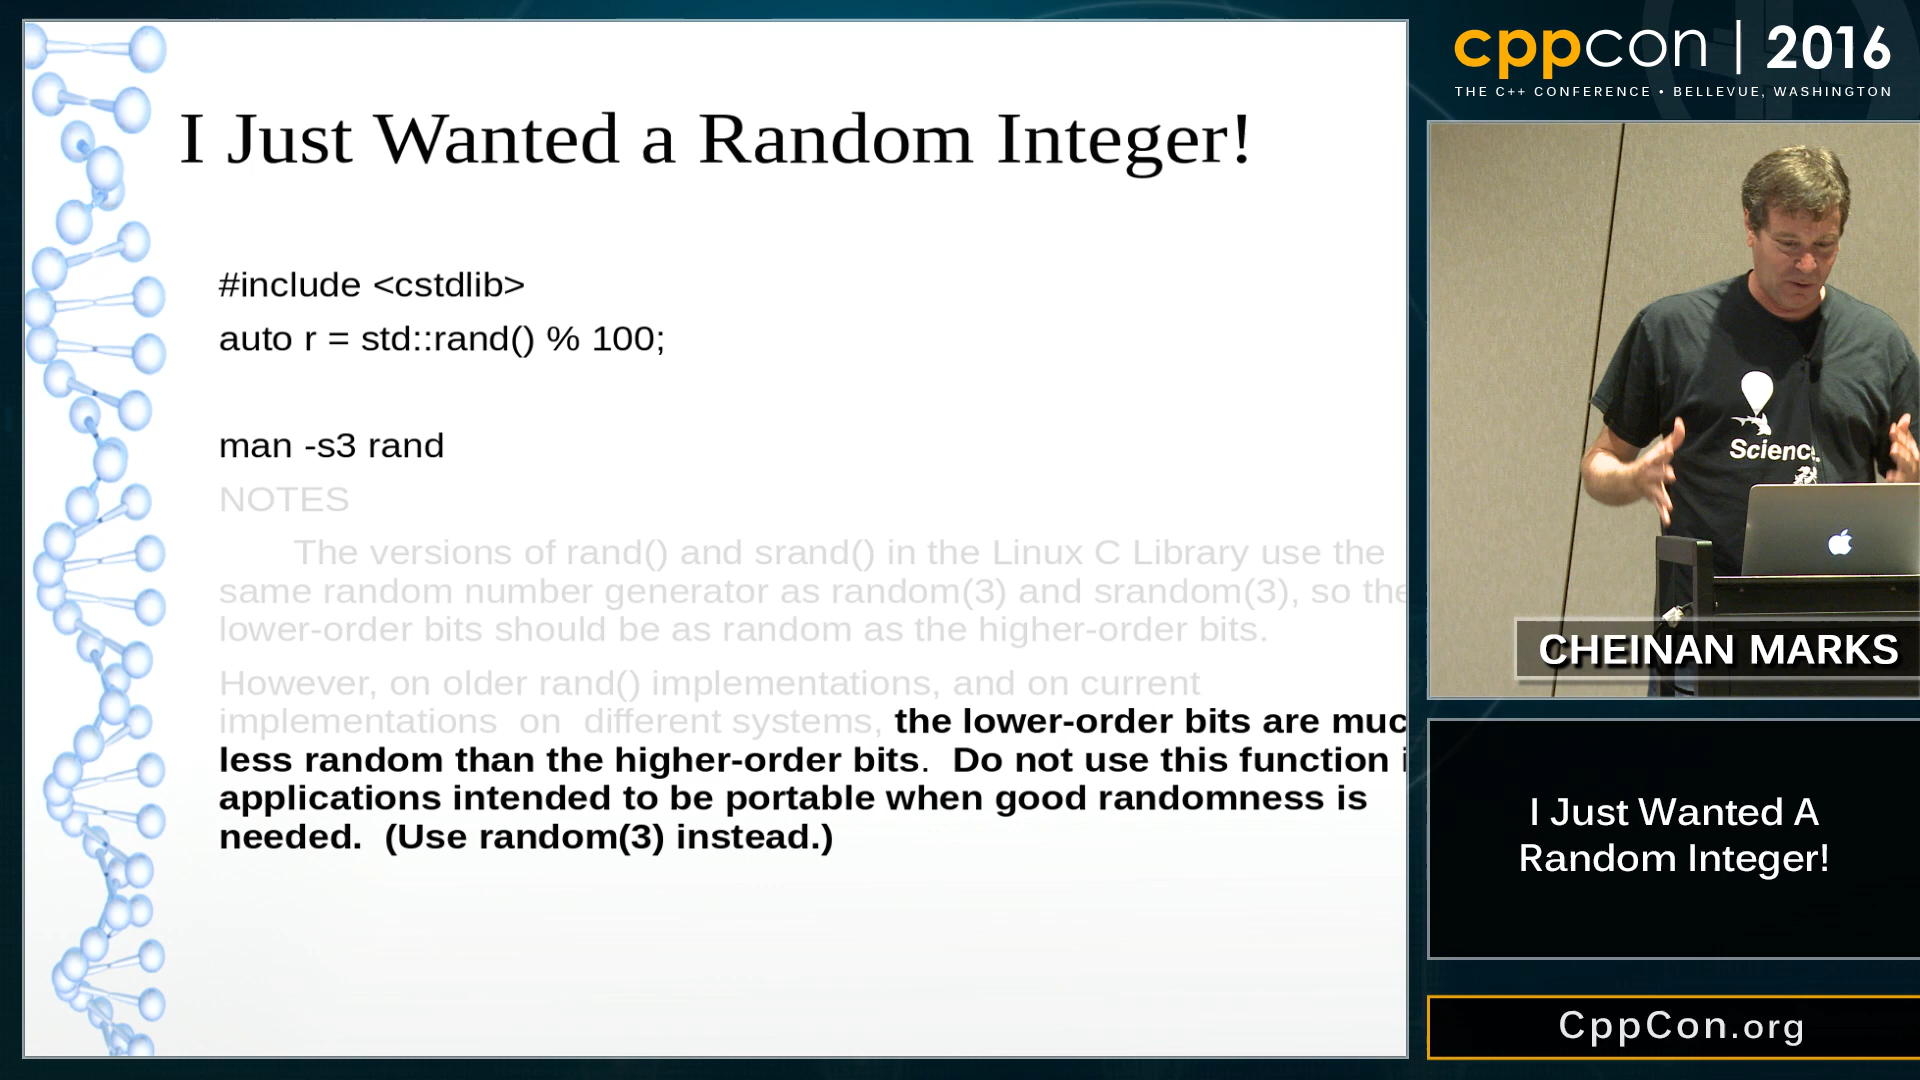 I Just Wanted a Random Integer!
#include <cstdlib>
auto r = std::rand() % 100;
man -s3 rand
NOTES
The versions of rand() and srand() in the Linux C Library use the
same random number generator as random(3) and srandom(3), so the
lower-order bits should be as random as the higher-order bits.
However, on older rand() implementations, and on current
implementations on different systems, the lower-order bits are muc
less random than the higher-order bits. Do not use this function i
applications intended to be portable when good randomness is
needed. (Use random(3) instead.)
cppcon | 2016
THE C++ CONFERENCE • BELLEVUE, WASHINGTON
Science
CHEINAN MARKS
I Just Wanted A
Random Integer!
CppCon.org